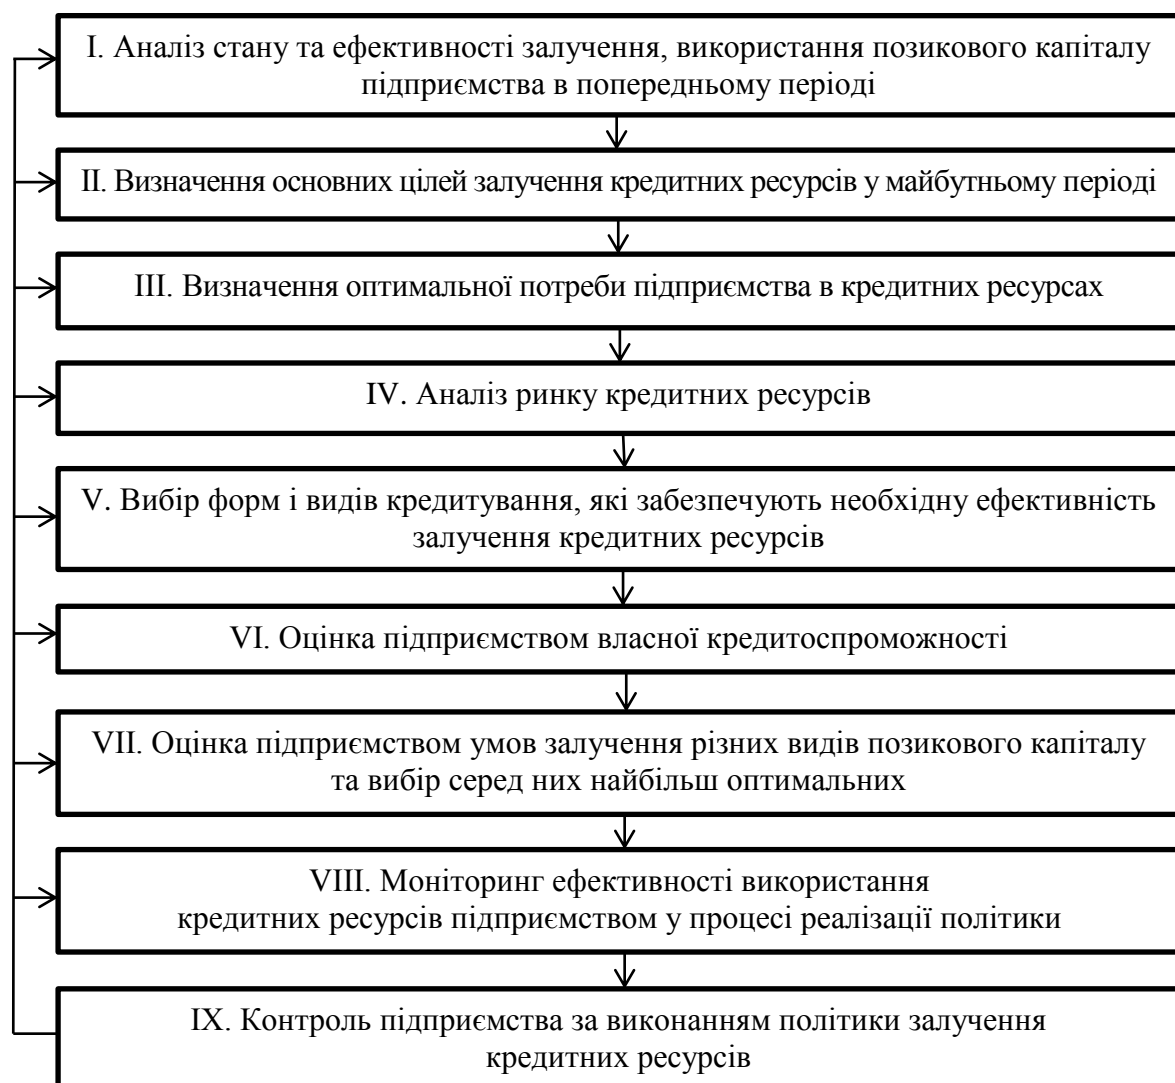 I. Аналіз стану та ефективності залучення, використання позикового капіталу
підприємства в попередньому періоді
II. Визначення основних цілей залучення кредитних ресурсів у майбутньому періоді
III. Визначення оптимальної потреби підприємства в кредитних ресурсах
IV. Аналіз ринку кредитних ресурсів
V. Вибір форм і видів кредитування, які забезпечують необхідну ефективність
залучення кредитних ресурсів
VI. Оцінка підприємством власної кредитоспроможності
VII. Оцінка підприємством умов залучення різних видів позикового капіталу
та вибір серед них найбільш оптимальних
VIII. Моніторинг ефективності використання
кредитних ресурсів підприємством у процесі реалізації політики
IX. Контроль підприємства за виконанням політики залучення
кредитних ресурсів